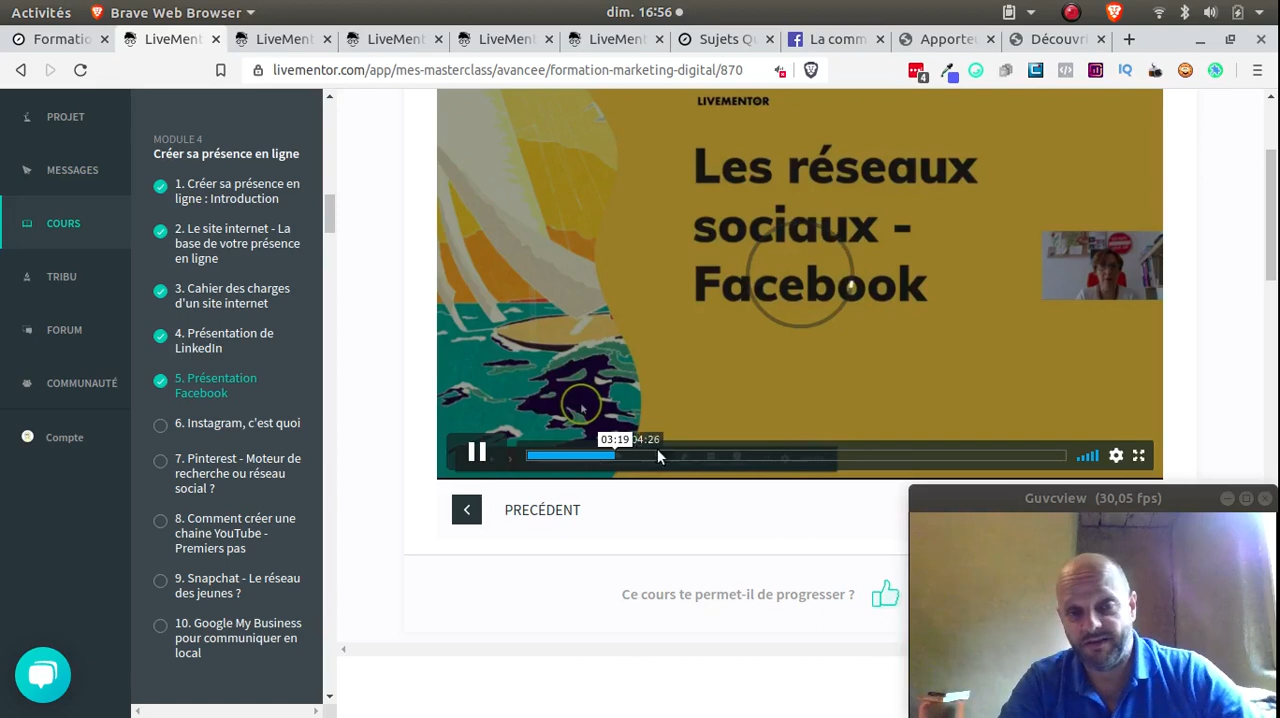 Activités
Brave Web Browser
dim. 16:56
Formatio
LiveMent
LiveMent
LiveMent
LiveMent
LiveMent
Sujets Q
La comm
Apporte
Découvr
livementor.com/app/mes-masterclass/avancee/formation-marketing-digital/870
4
IQ
PROJET
MESSAGES
COURS
TRIBU
FORUM
COMMUNAUTÉ
Compte
MODULE 4
Créer sa présence en ligne
1. Créer sa présence en
ligne : Introduction
2. Le site internet - La
base de votre présence
en ligne
3. Cahier des charges
d'un site internet
4. Présentation de
LinkedIn
5. Présentation
Facebook
6. Instagram, c'est quoi
7. Pinterest - Moteur de
recherche ou réseau
social ?
8. Comment créer une
chaine YouTube -
Premiers pas
9. Snapchat - Le réseau
des jeunes ?
10. Google My Business
pour communiquer en
local
LIVEMENTOR
Les réseaux
sociaux -
Facebook
03:19
04:26
PRECÉDENT
Ce cours te permet-il de progresser ?
Guvcview (30,05 fps)